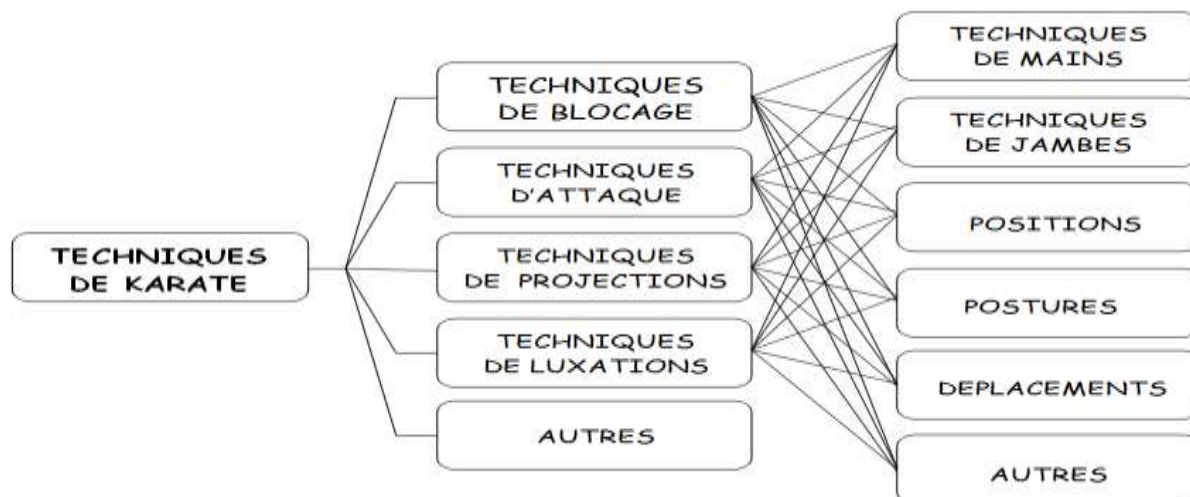 TECHNIQUES
DE KARATE
TECHNIQUES
DE BLOCAGE
TECHNIQUES
D'ATTAQUE
TECHNIQUES
DE PROJECTIONS
TECHNIQUES
DE LUXATIONS
AUTRES
TECHNIQUES
DE MAINS
TECHNIQUES
DE JAMBES
POSITIONS
POSTURES
DEPLACEMENTS
AUTRES